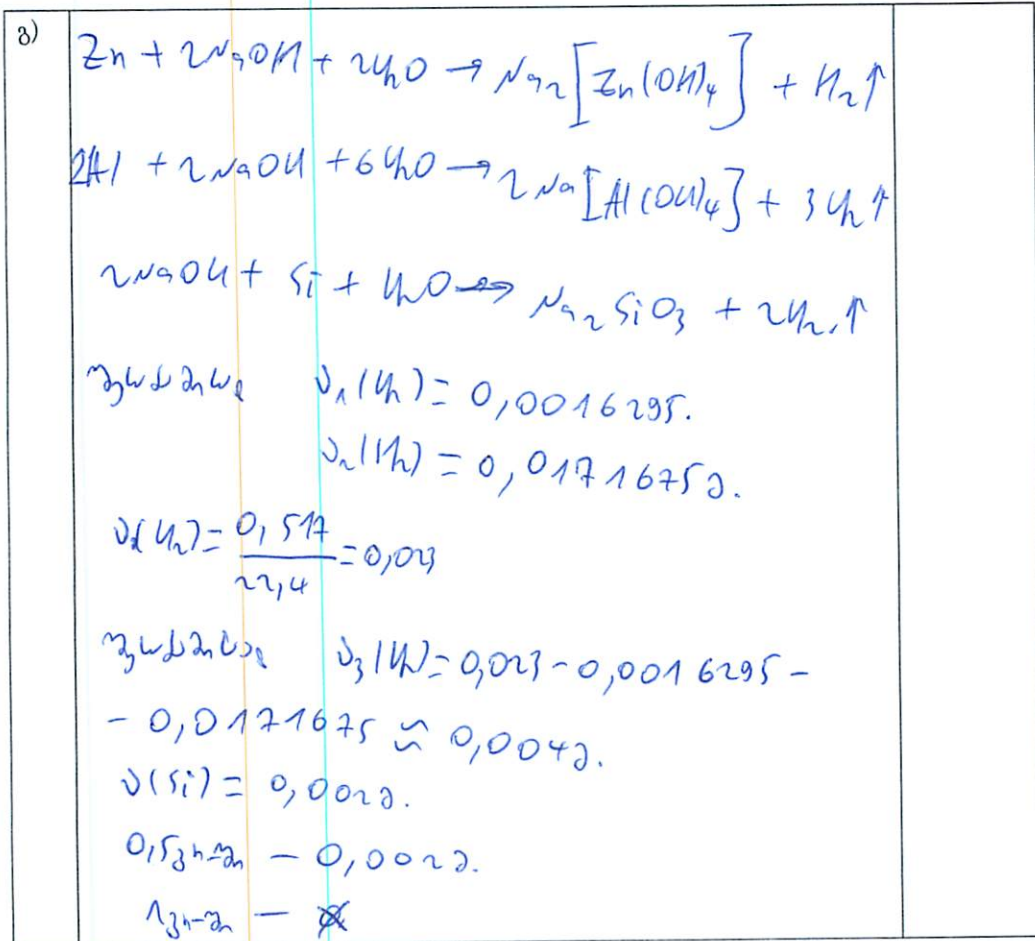 გ)
Zn + 2NaOH + 2H₂O → Na₂[Zn(OH)₄] + H₂↑
2Al + 2NaOH + 6H₂O → 2Na[Al(OH)₄] + 3H₂↑
2NaOH + Si + H₂O → Na₂SiO₃ + 2H₂↑
ν₁(H₂) = 0,0016295.
ν₂(H₂) = 0,0171675მ.
ν(H₂) = 0,517/22,4 = 0,023
ν₃(H₂) = 0,023 - 0,0016295 -
- 0,0171675 ≈ 0,004მ.
ν(Si) = 0,002მ.
0,5გ - 0,002მ.
1გ -